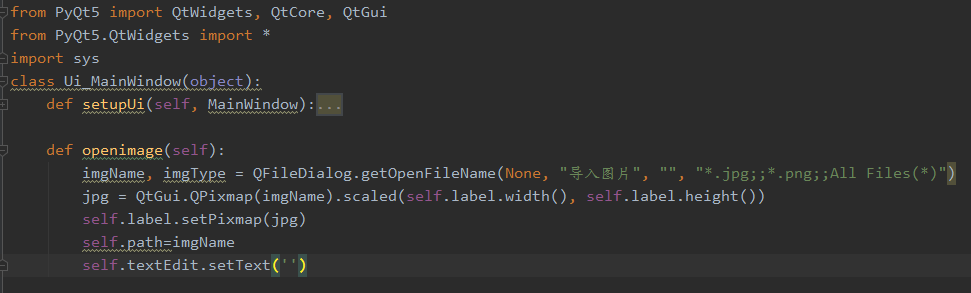 from PyQt5 import QtWidgets, QtCore, QtGui
from PyQt5.QtWidgets import *
import sys
class Ui_MainWindow(object):
    def setupUi(self, MainWindow):...
    def openimage(self):
        imgName, imgType = QFileDialog.getOpenFileName(None, "导入图片", "", "*.jpg;;*.png;;All Files(*)")
        jpg = QtGui.QPixmap(imgName).scaled(self.label.width(), self.label.height())
        self.label.setPixmap(jpg)
        self.path=imgName
        self.textEdit.setText('')